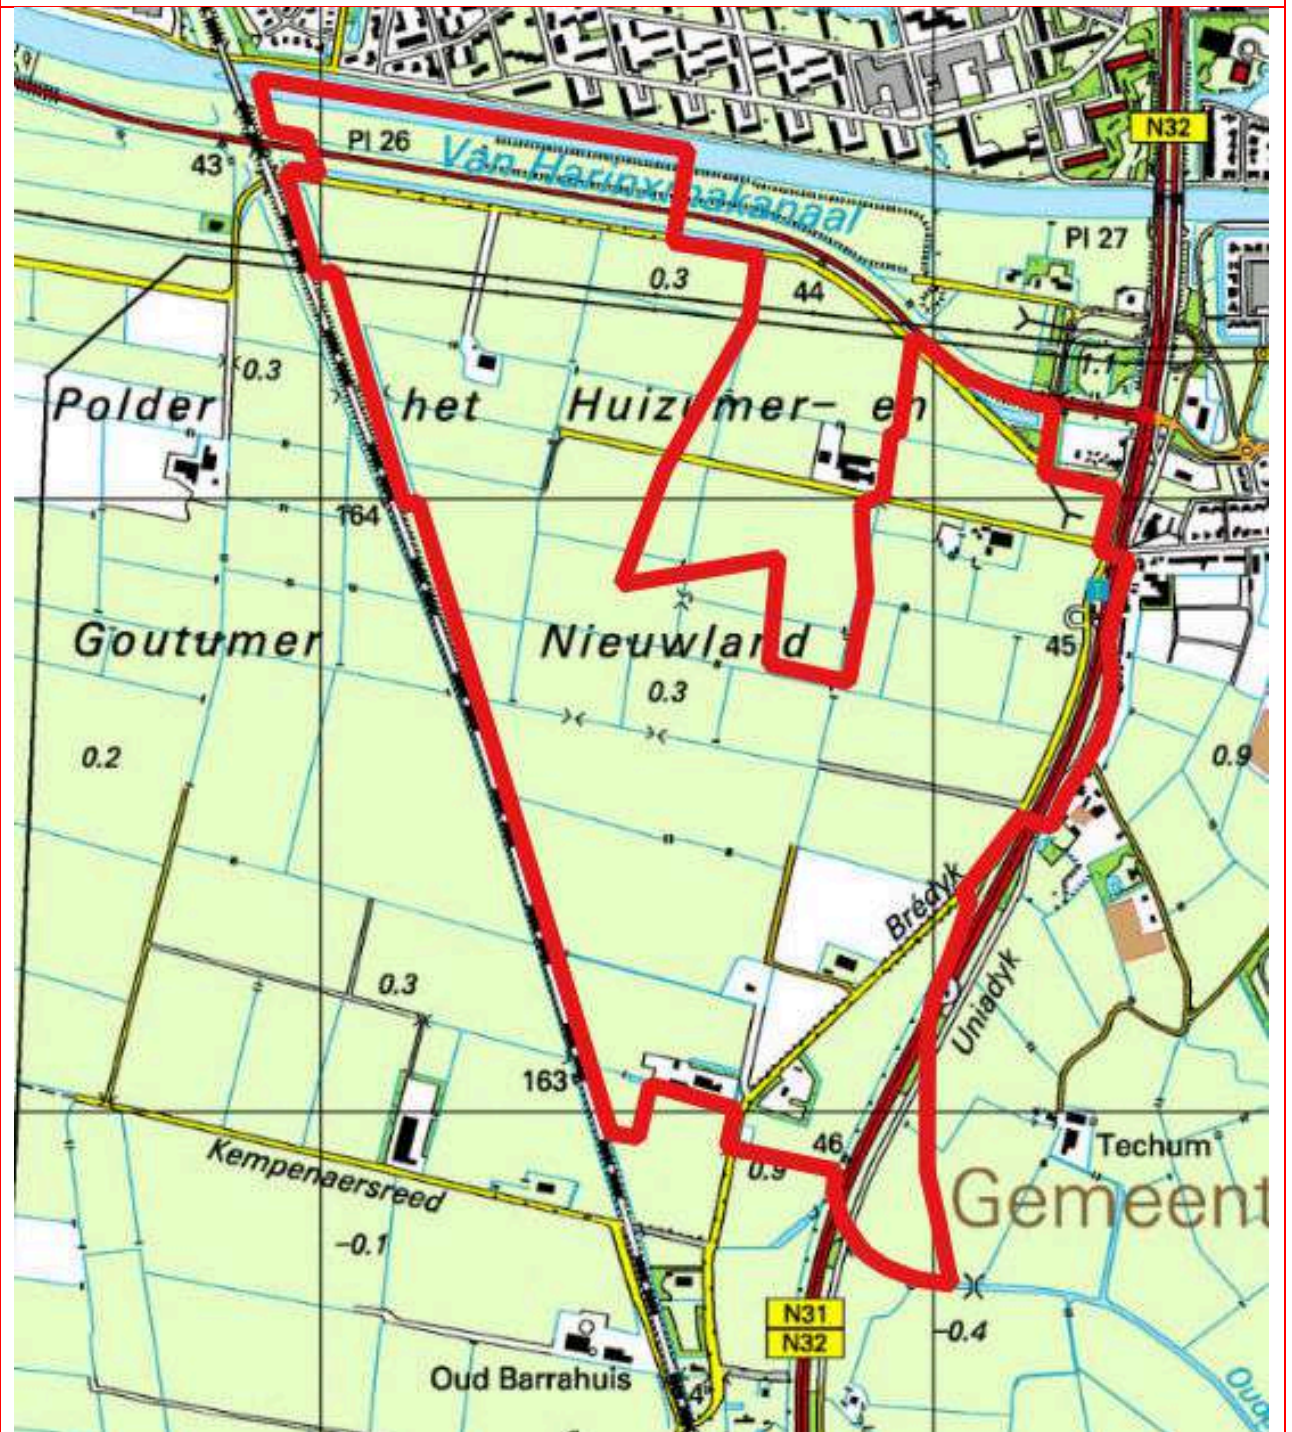 N32
Pl 26
43
Van Harinxmakanaal
Pl 27
0.3
44
1.1
0.3
Polder het Huizumer- en
164
Goutumer Nieuwland
45
0.3
0.2
0.9
Brédyk
0.3
Uniadyk
163
46
Techum
Kempenaersreed
0.9
Gemeent
-0.1
N31
N32
-0.4
Oud Barrahuis